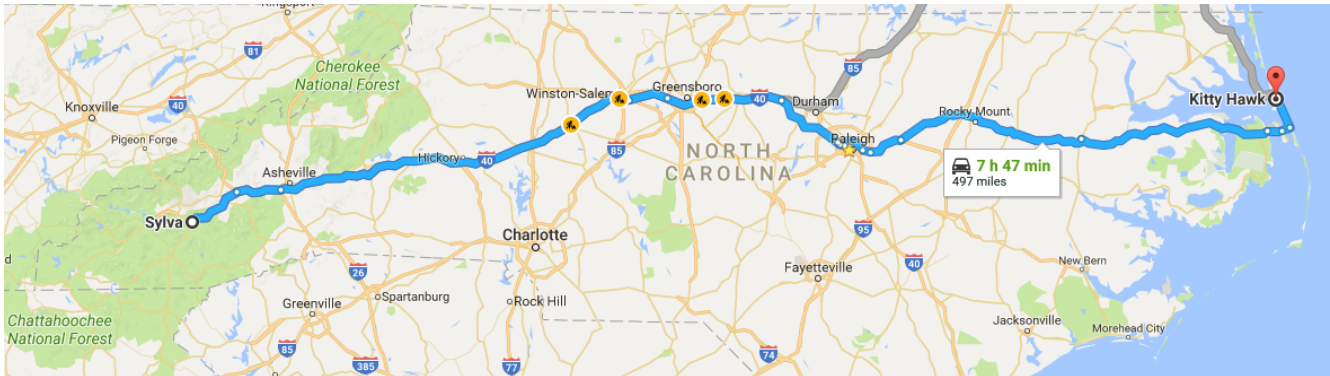 Kingsport
81
Cherokee
National Forest
Knoxville
40
Pigeon Forge
Asheville
Sylva
Hickory
40
Winston-Salem
Greensboro
85
40
Durham
85
Raleigh
Rocky Mount
Kitty Hawk
NORTH
CAROLINA
7 h 47 min
497 miles
Charlotte
26
Greenville
Spartanburg
Rock Hill
Chattahoochee
National Forest
85
385
77
95
40
Fayetteville
74
New Bern
Jacksonville
Morehead City